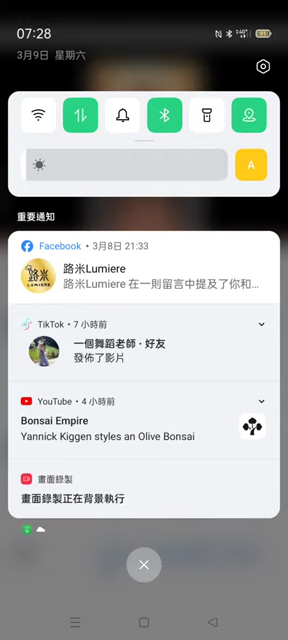 07:28
3月9日 星期六
A
重要通知
Facebook • 3月8日 21:33
路米Lumiere
路米Lumiere 在一則留言中提及了你和...
路米
LUMIERE
TikTok • 7 小時前
一個舞蹈老師 · 好友
發佈了影片
YouTube • 4 小時前
Bonsai Empire
Yannick Kiggen styles an Olive Bonsai
畫面錄製
畫面錄製正在背景執行